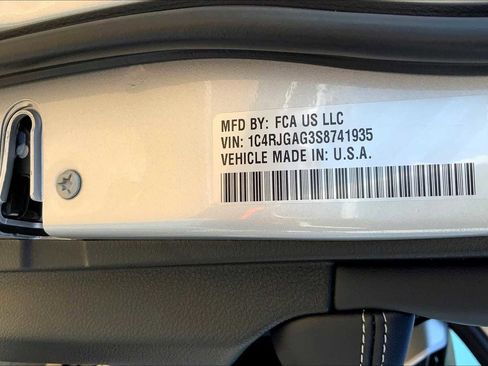 MFD BY: FCA US LLC
VIN: 1C4RJGAG3S8741935
VEHICLE MADE IN: U.S.A.